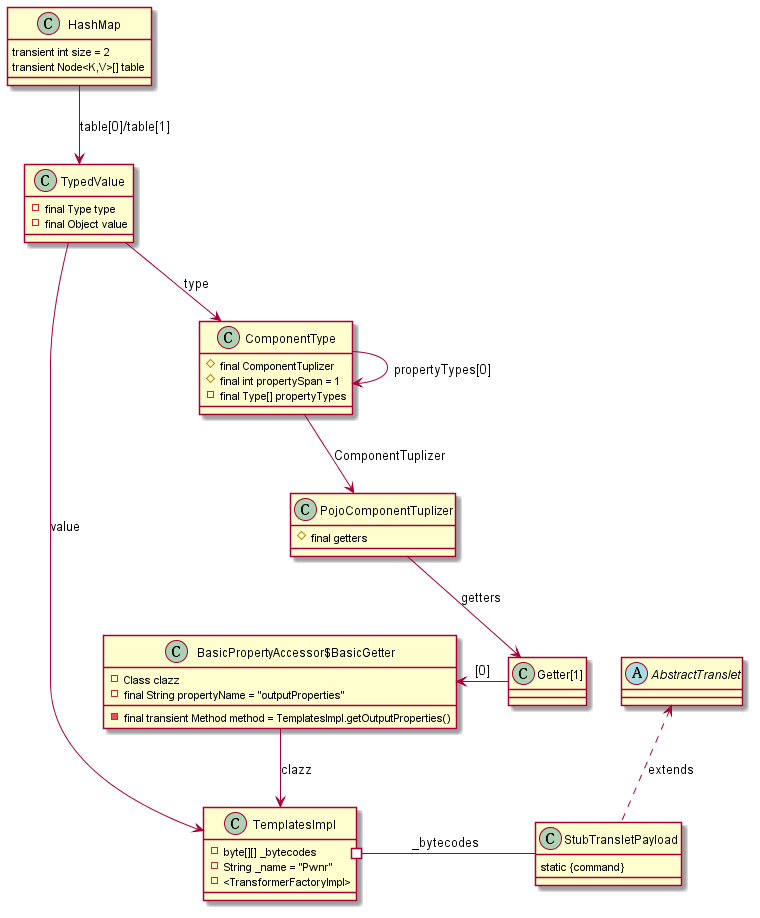 C HashMap
transient int size = 2
transient Node<K,V>[] table
table[0]/table[1]
C TypedValue
final Type type
final Object value
type
C ComponentType
final ComponentTuplizer
final int propertySpan = 1
final Type[] propertyTypes
propertyTypes[0]
ComponentTuplizer
C PojoComponentTuplizer
final getters
value
getters
C BasicPropertyAccessor$BasicGetter
Class clazz
final String propertyName = "outputProperties"
final transient Method method = TemplatesImpl.getOutputProperties()
[0]
C Getter[1]
A AbstractTranslet
clazz
extends
C TemplatesImpl
byte[][] _bytecodes
String _name = "Pwnr"
<TransformerFactoryImpl>
_bytecodes
C StubTransletPayload
static {command}